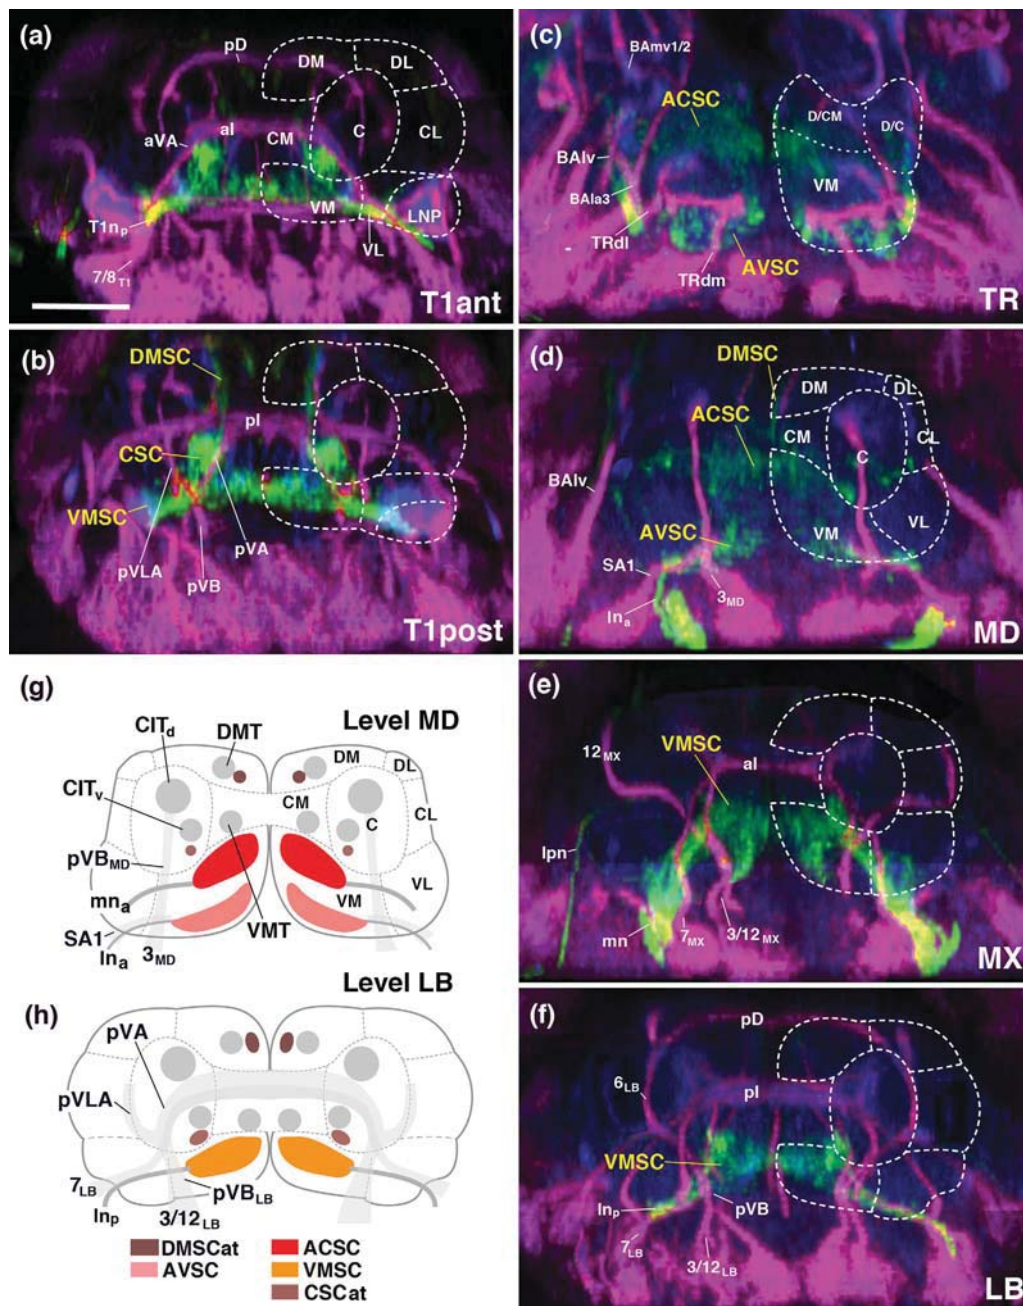 (a)
pD
DM
DL
aVA
aI
CM
C
CL
T1np
VM
LNP
VL
7/8T1
T1ant
(b)
DMSC
pI
CSC
VMSC
pVLA
pVB
pVA
T1post
(c)
BAmv1/2
ACSC
D/CM
D/C
BAlv
VM
BAla3
TRdl
AVSC
TRdm
TR
(d)
DMSC
DM
DL
ACSC
CM
CL
C
BAlv
VM
VL
AVSC
SA1
3MD
lna
MD
(e)
12MX
VMSC
aI
lpn
mn
7MX
3/12MX
MX
(f)
pD
6LB
pI
VMSC
lnp
pVB
7LB
3/12LB
LB
(g)
Level MD
CITd
DMT
DM
DL
CITv
CM
C
CL
pVBMD
VL
mna
VM
SA1
VMT
lna
3MD
Level LB
(h)
pVA
pVLA
7LB
pVBLB
lnp
3/12LB
DMSCat
ACSC
AVSC
VMSC
CSCat